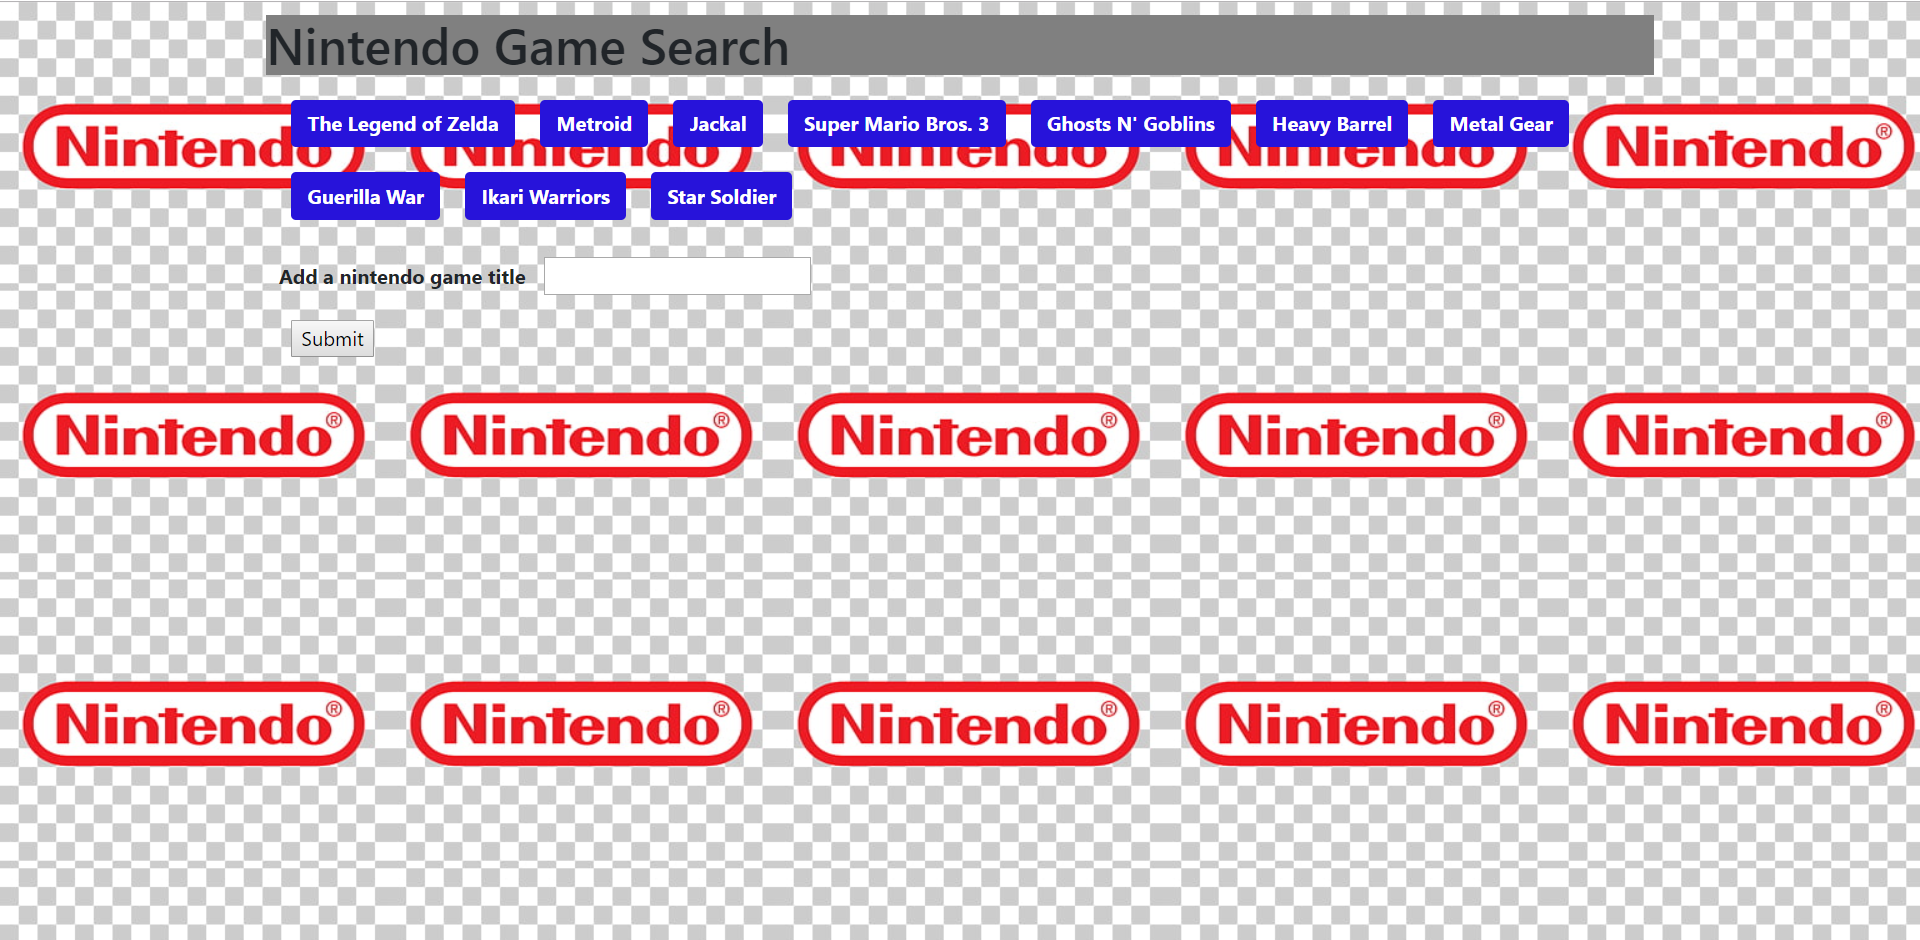 Nintendo Game Search
The Legend of Zelda Metroid Jackal Super Mario Bros. 3 Ghosts N' Goblins Heavy Barrel Metal Gear
Nintendo Nintendo Nintendo Nintendo Nintendo®
Guerilla War Ikari Warriors Star Soldier
Add a nintendo game title
Submit
Nintendo® Nintendo® Nintendo® Nintendo® Nintendo®
Nintendo® Nintendo® Nintendo® Nintendo® Nintendo®